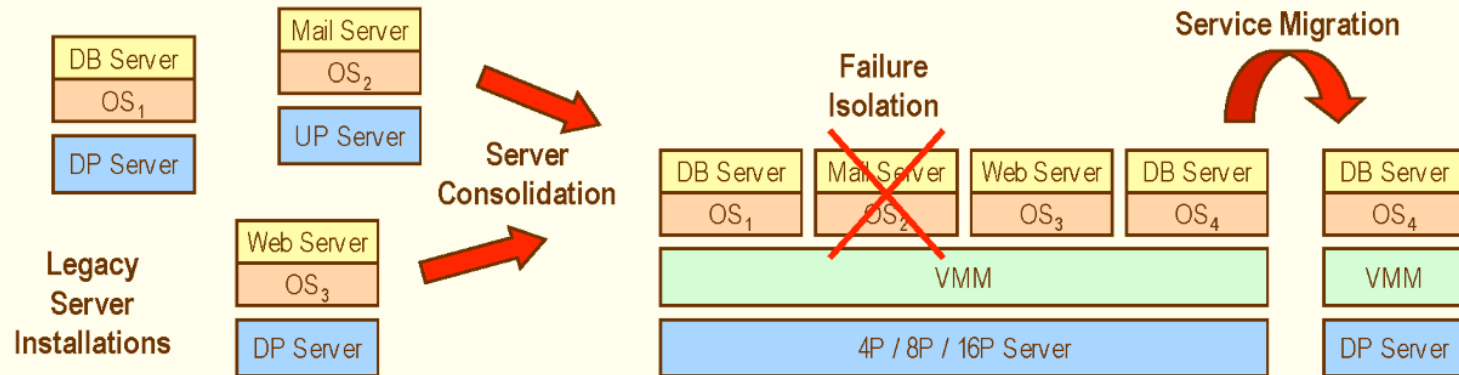 DB Server
OS1
DP Server
Mail Server
OS2
UP Server
Web Server
OS3
DP Server
Legacy
Server
Installations
Server
Consolidation
Failure
Isolation
DB Server
OS1
Mail Server
OS2
Web Server
OS3
DB Server
OS4
VMM
4P / 8P / 16P Server
Service Migration
DB Server
OS4
VMM
DP Server